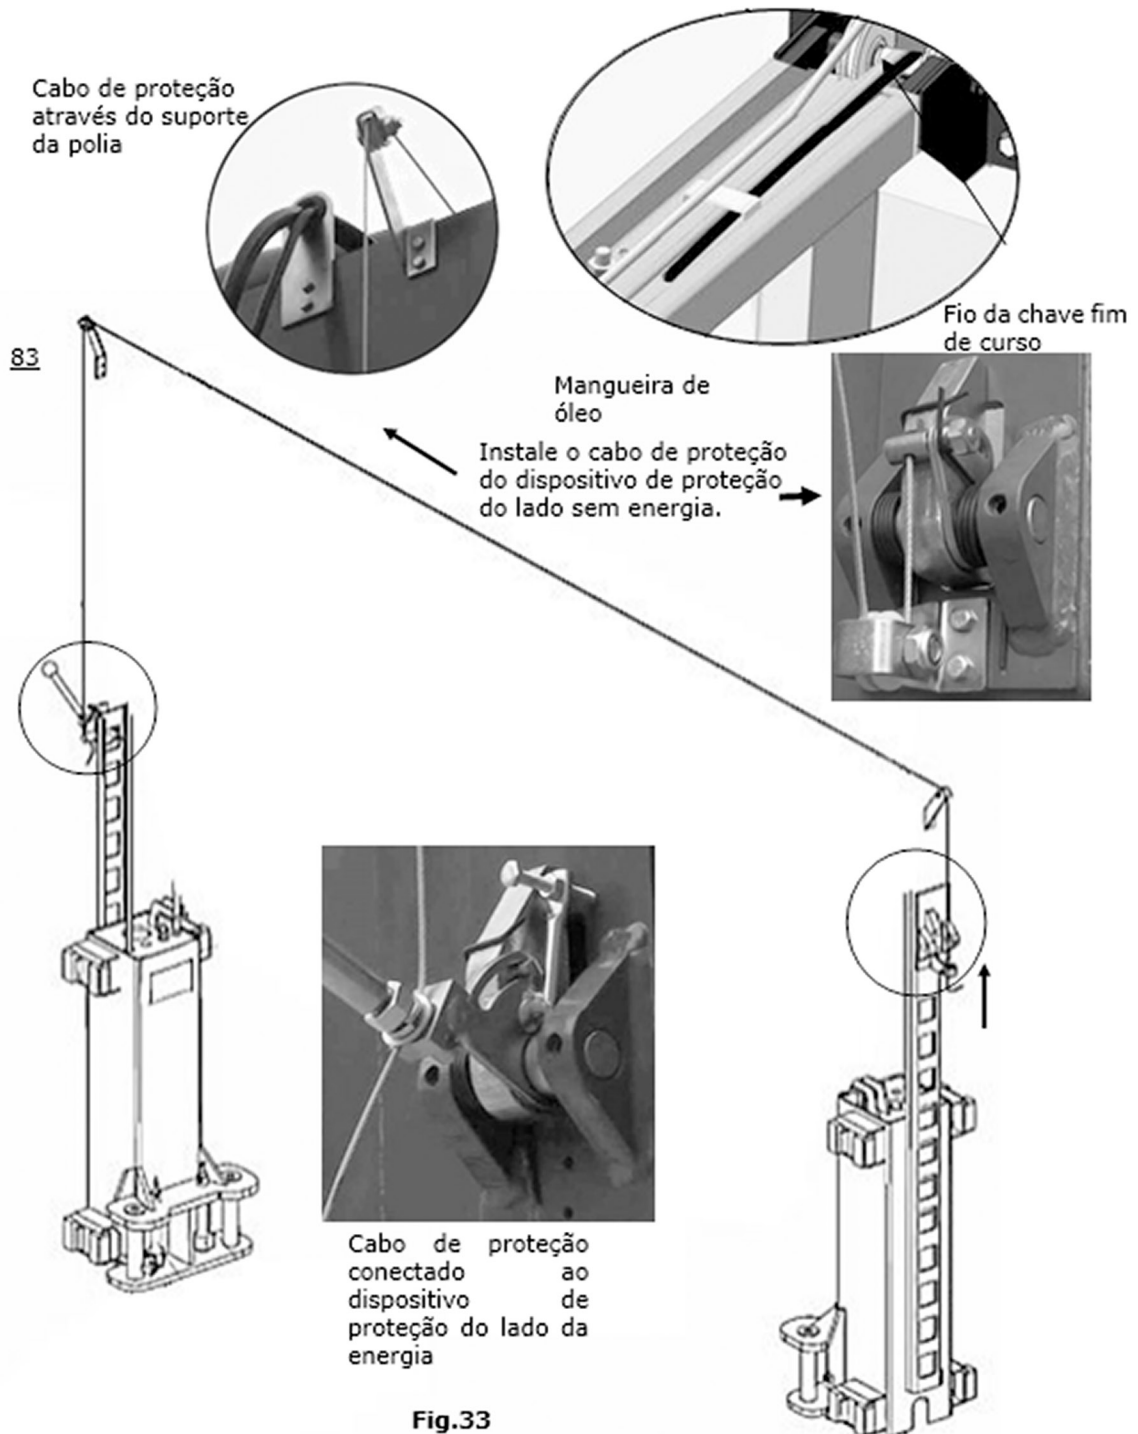 Cabo de proteção
através do suporte
da polia
Fio da chave fim
de curso
83
Mangueira de
óleo
Instale o cabo de proteção
do dispositivo de proteção
do lado sem energia.
Cabo de proteção
conectado ao
dispositivo de
proteção do lado da
energia
Fig.33